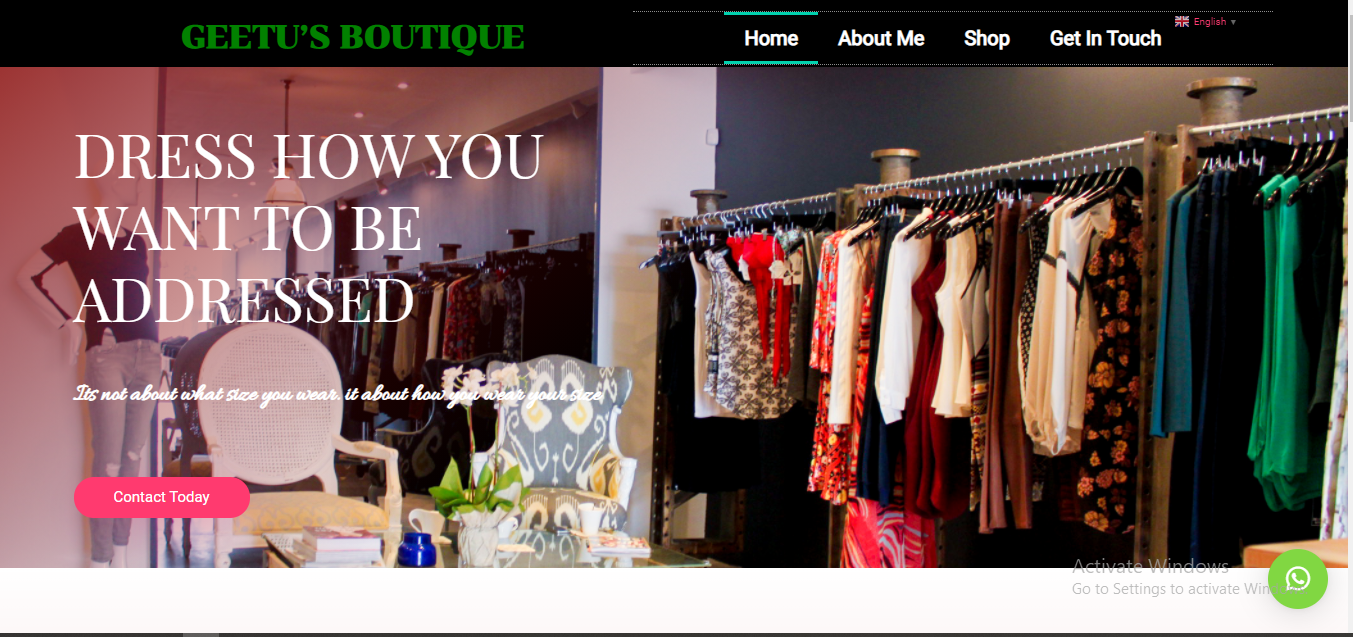 GEETU'S BOUTIQUE
Home About Me Shop Get In Touch
English ▼
DRESS HOW YOU
WANT TO BE
ADDRESSED
Its not about what size you wear. it about how you wear your size
Contact Today
Activate Windows
Go to Settings to activate Windows.